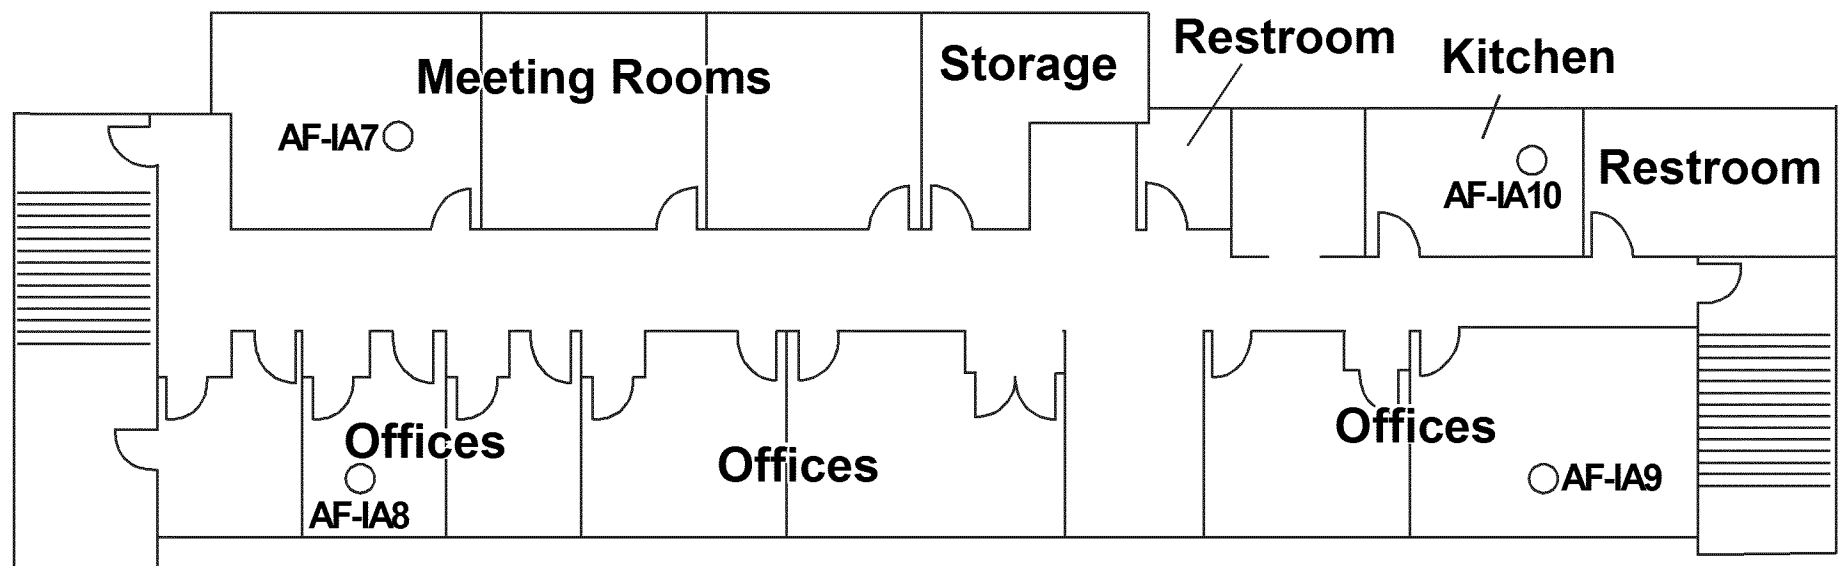 Restroom
Kitchen
Meeting Rooms
Storage
AF-IA7
Restroom
AF-IA10
Offices
Offices
Offices
AF-IA8
AF-IA9